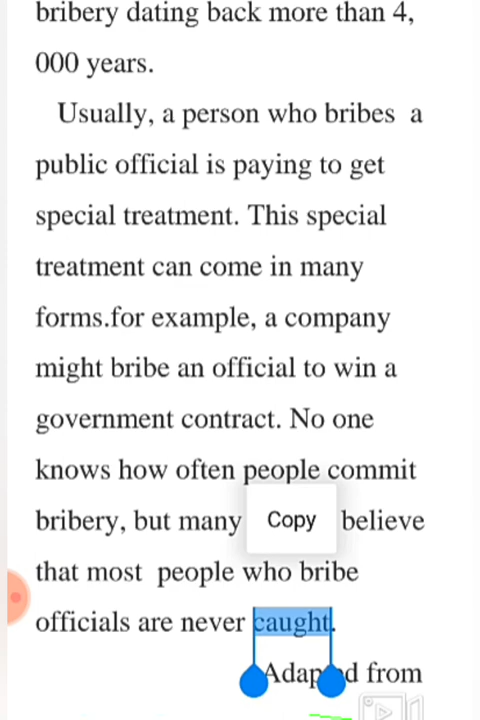 bribery dating back more than 4,
000 years.
Usually, a person who bribes a
public official is paying to get
special treatment. This special
treatment can come in many
forms.for example, a company
might bribe an official to win a
government contract. No one
knows how often people commit
bribery, but many Copy believe
that most people who bribe
officials are never caught.
from